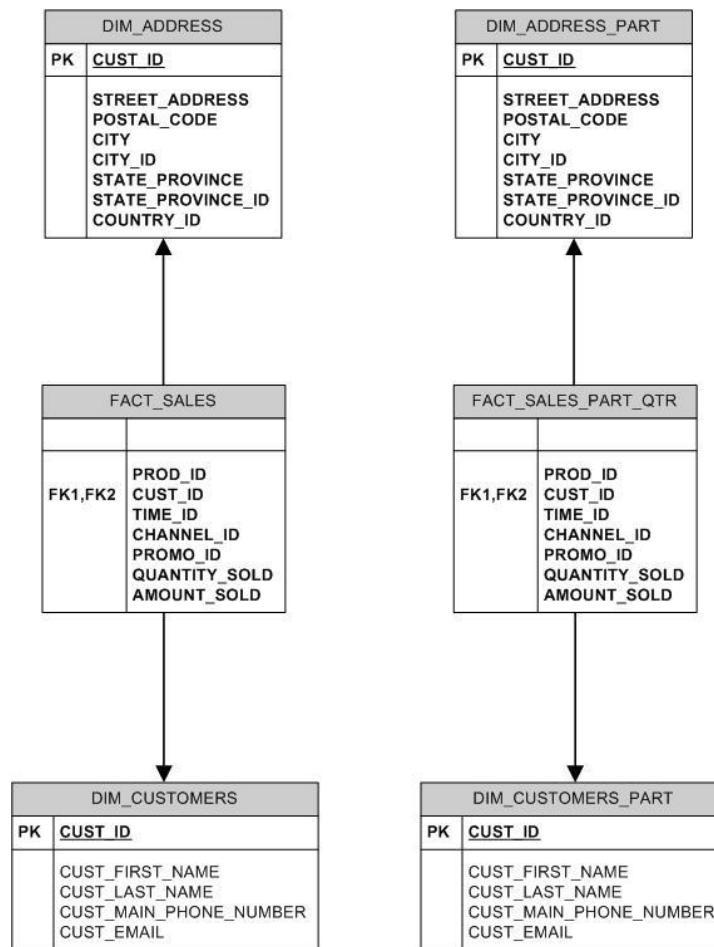 DIM_ADDRESS
PK CUST_ID
STREET_ADDRESS
POSTAL_CODE
CITY
CITY_ID
STATE_PROVINCE
STATE_PROVINCE_ID
COUNTRY_ID
DIM_ADDRESS_PART
PK CUST_ID
STREET_ADDRESS
POSTAL_CODE
CITY
CITY_ID
STATE_PROVINCE
STATE_PROVINCE_ID
COUNTRY_ID
FACT_SALES
PROD_ID
FK1,FK2 CUST_ID
TIME_ID
CHANNEL_ID
PROMO_ID
QUANTITY_SOLD
AMOUNT_SOLD
FACT_SALES_PART_QTR
PROD_ID
FK1,FK2 CUST_ID
TIME_ID
CHANNEL_ID
PROMO_ID
QUANTITY_SOLD
AMOUNT_SOLD
DIM_CUSTOMERS
PK CUST_ID
CUST_FIRST_NAME
CUST_LAST_NAME
CUST_MAIN_PHONE_NUMBER
CUST_EMAIL
DIM_CUSTOMERS_PART
PK CUST_ID
CUST_FIRST_NAME
CUST_LAST_NAME
CUST_MAIN_PHONE_NUMBER
CUST_EMAIL